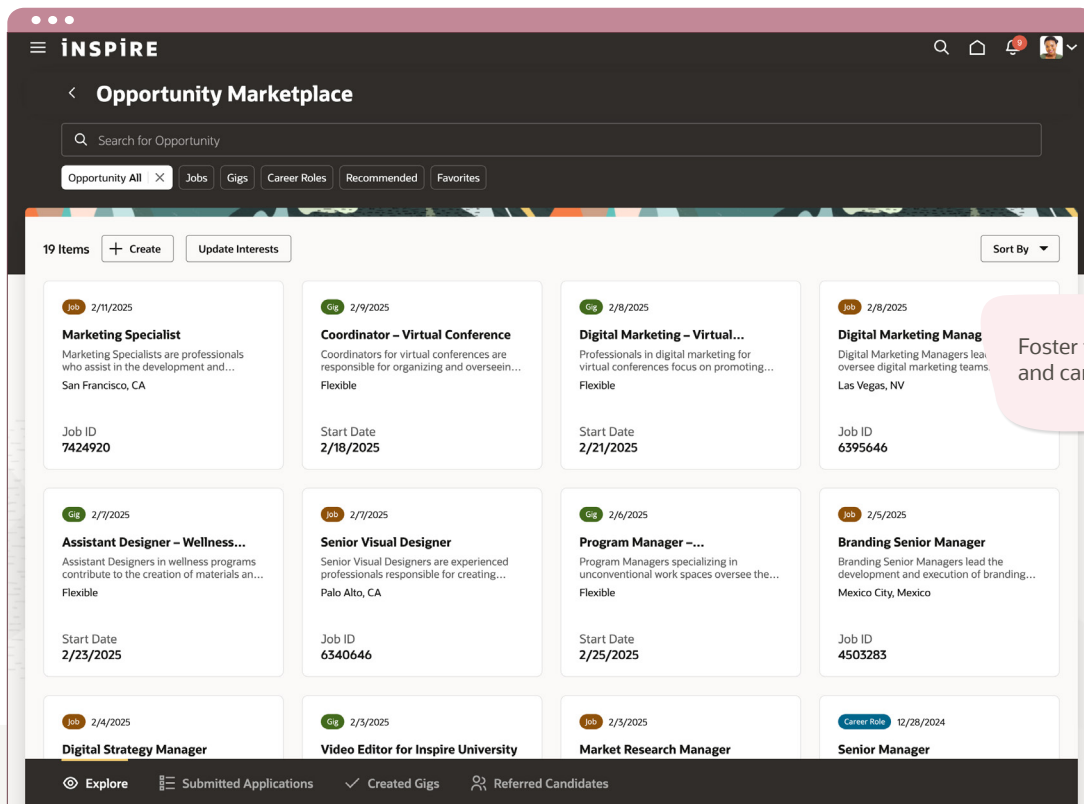 iNSPiRE
9
Opportunity Marketplace
Search for Opportunity
Opportunity All
Jobs
Gigs
Career Roles
Recommended
Favorites
19 Items
+ Create
Update Interests
Sort By
Job 2/11/2025
Marketing Specialist
Marketing Specialists are professionals
who assist in the development and...
San Francisco, CA
Job ID
7424920
Gig 2/9/2025
Coordinator – Virtual Conference
Coordinators for virtual conferences are
responsible for organizing and overseein...
Flexible
Start Date
2/18/2025
Gig 2/8/2025
Digital Marketing – Virtual...
Professionals in digital marketing for
virtual conferences focus on promoting...
Flexible
Start Date
2/21/2025
Job 2/8/2025
Digital Marketing Manag
Digital Marketing Managers lea
oversee digital marketing teams.
Las Vegas, NV
Job ID
6395646
Foster
and
Gig 2/7/2025
Assistant Designer – Wellness...
Assistant Designers in wellness programs
contribute to the creation of materials an...
Flexible
Start Date
2/23/2025
Job 2/7/2025
Senior Visual Designer
Senior Visual Designers are experienced
professionals responsible for creating...
Palo Alto, CA
Job ID
6340646
Gig 2/6/2025
Program Manager –...
Program Managers specializing in
unconventional work spaces oversee the...
Flexible
Start Date
2/25/2025
Job 2/5/2025
Branding Senior Manager
Branding Senior Managers lead the
development and execution of branding...
Mexico City, Mexico
Job ID
4503283
Job 2/4/2025
Digital Strategy Manager
Gig 2/3/2025
Video Editor for Inspire University
Job 2/3/2025
Market Research Manager
Career Role 12/28/2024
Senior Manager
Explore
Submitted Applications
Created Gigs
Referred Candidates